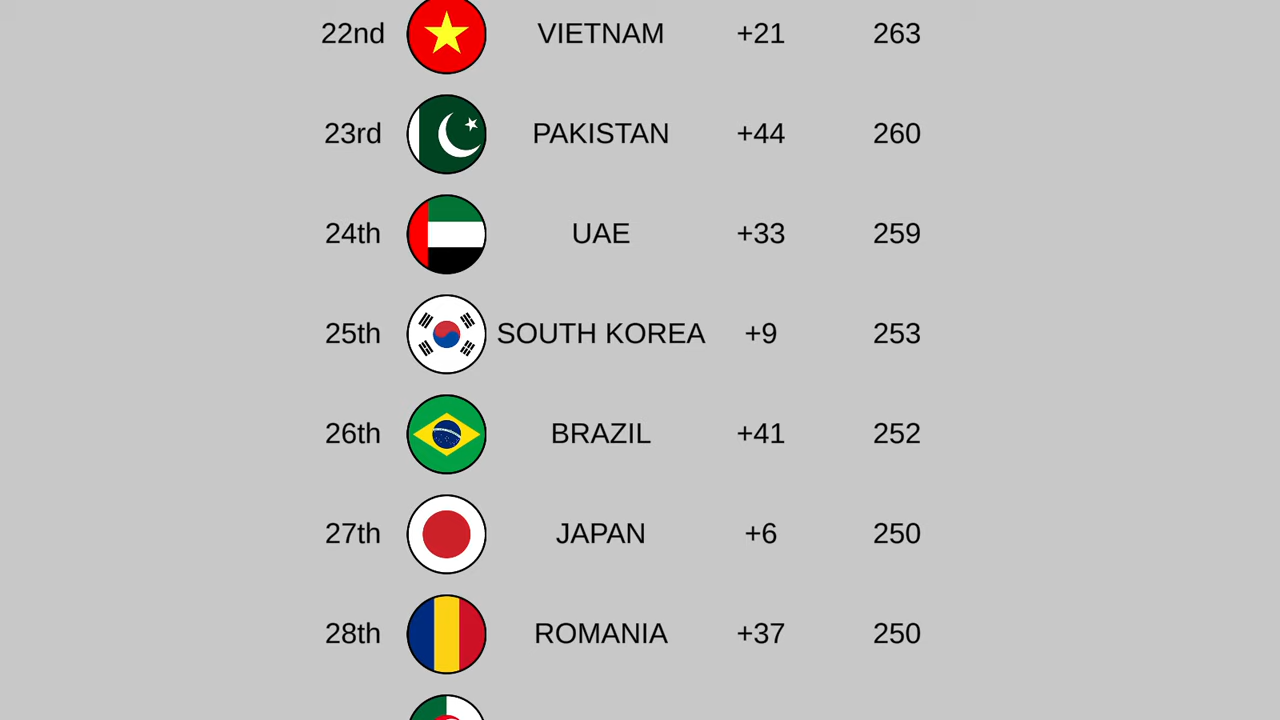 22nd VIETNAM +21 263
23rd PAKISTAN +44 260
24th UAE +33 259
25th SOUTH KOREA +9 253
26th BRAZIL +41 252
27th JAPAN +6 250
28th ROMANIA +37 250